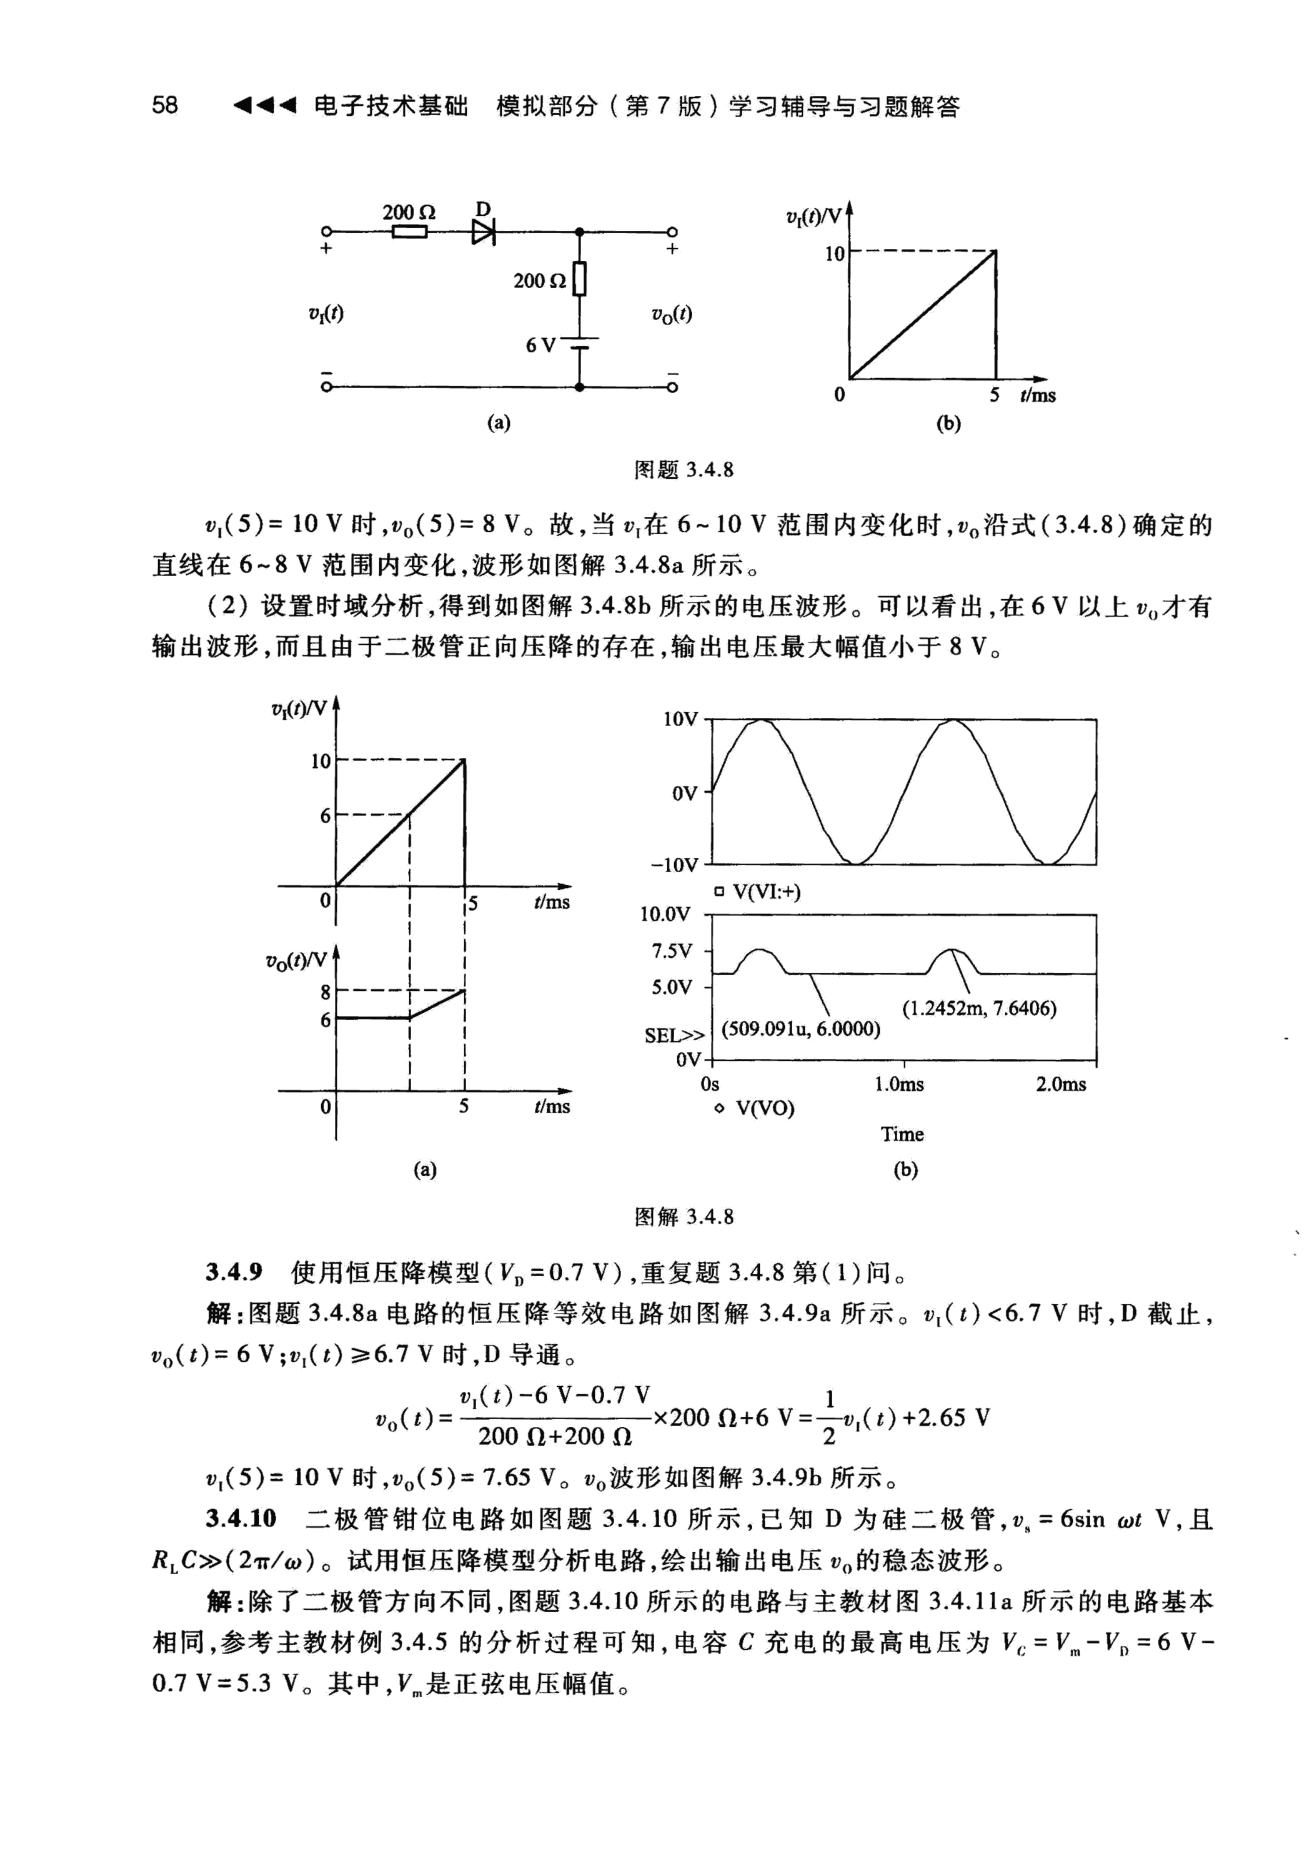 58 ◀◀◀ 电子技术基础 模拟部分（第7版）学习辅导与习题解答
200 Ω D
+ +
200 Ω
v_I(t) v_O(t)
6 V
− −
(a)
v_I(t)/V
10
0 5 t/ms
(b)
图题 3.4.8
v_I(5)= 10 V 时,v_O(5)= 8 V。故,当 v_I在 6~10 V 范围内变化时,v_O沿式(3.4.8)确定的
直线在 6~8 V 范围内变化,波形如图解 3.4.8a 所示。
(2) 设置时域分析,得到如图解 3.4.8b 所示的电压波形。可以看出,在 6 V 以上 v_O才有
输出波形,而且由于二极管正向压降的存在,输出电压最大幅值小于 8 V。
v_I(t)/V
10
6
0 5 t/ms
v_O(t)/V
8
6
0 5 t/ms
(a)
10V
0V
−10V
□ V(VI:+)
10.0V
7.5V
5.0V
(1.2452m, 7.6406)
SEL>> (509.091u, 6.0000)
0V
0s 1.0ms 2.0ms
◇ V(VO)
Time
(b)
图解 3.4.8
3.4.9 使用恒压降模型(V_D=0.7 V),重复题 3.4.8 第(1)问。
解:图题 3.4.8a 电路的恒压降等效电路如图解 3.4.9a 所示。v_I(t)<6.7 V 时,D 截止,
v_O(t)= 6 V;v_I(t)≥6.7 V 时,D 导通。
v_O(t)= (v_I(t)-6 V-0.7 V)/(200 Ω+200 Ω) ×200 Ω+6 V= 1/2 v_I(t)+2.65 V
v_I(5)= 10 V 时,v_O(5)= 7.65 V。v_O波形如图解 3.4.9b 所示。
3.4.10 二极管钳位电路如图题 3.4.10 所示,已知 D 为硅二极管,v_s = 6sin ωt V,且
R_LC≫(2π/ω)。试用恒压降模型分析电路,绘出输出电压 v_O的稳态波形。
解:除了二极管方向不同,图题 3.4.10 所示的电路与主教材图 3.4.11a 所示的电路基本
相同,参考主教材例 3.4.5 的分析过程可知,电容 C 充电的最高电压为 V_C = V_m-V_D = 6 V-
0.7 V=5.3 V。其中,V_m是正弦电压幅值。